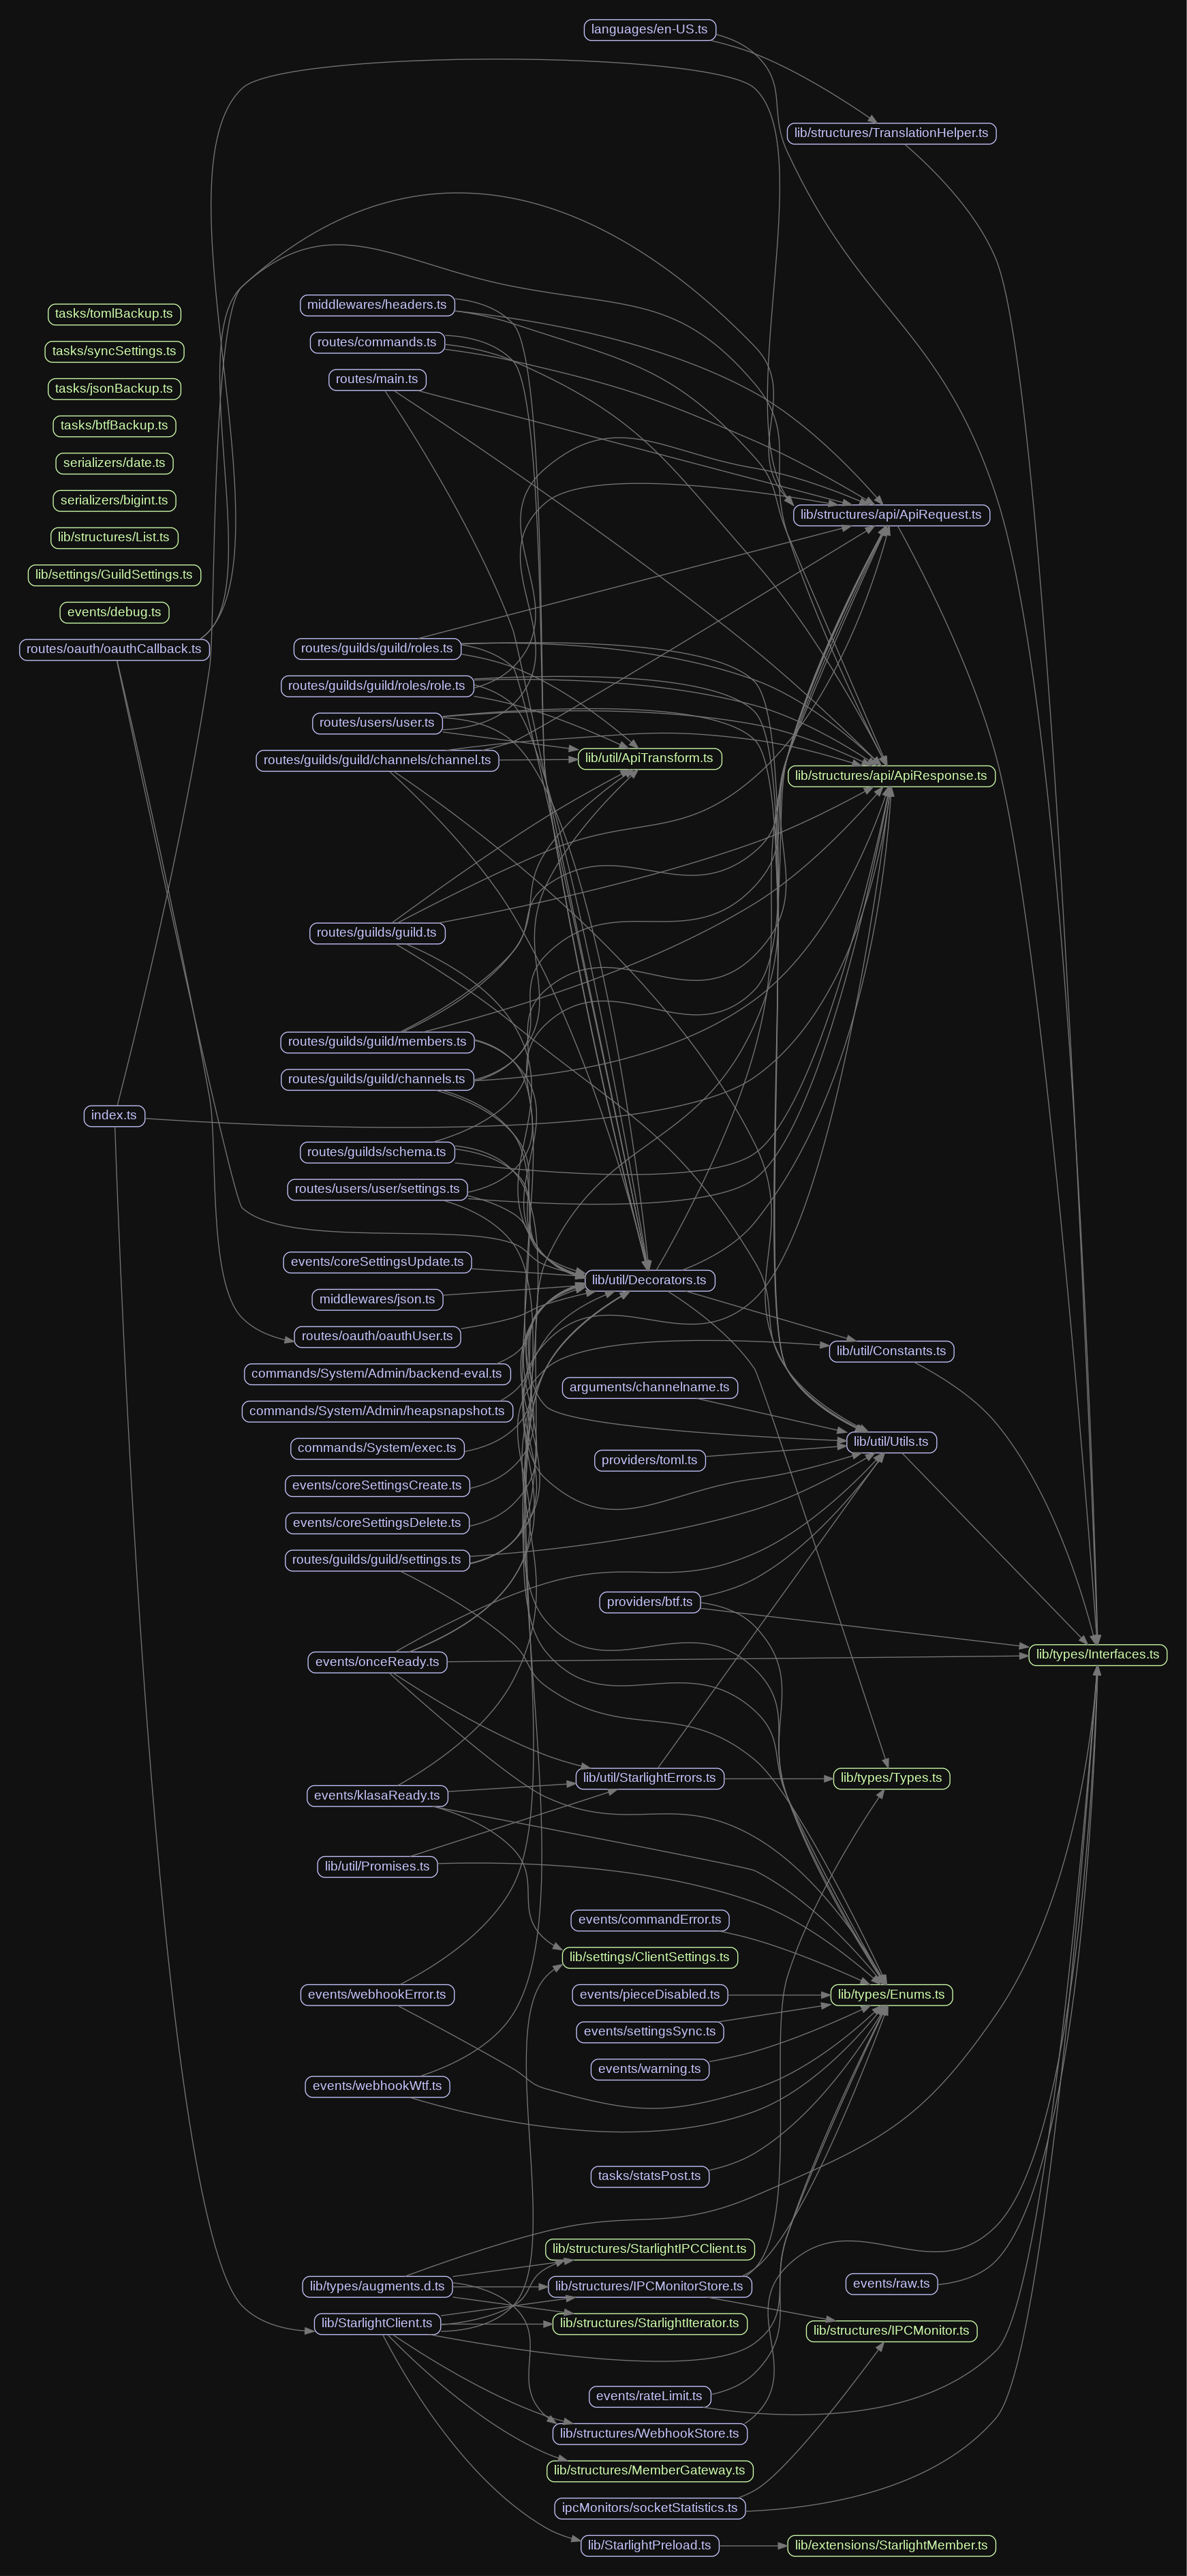 languages/en-US.ts
lib/structures/TranslationHelper.ts
middlewares/headers.ts
tasks/tomlBackup.ts
routes/commands.ts
tasks/syncSettings.ts
routes/main.ts
tasks/jsonBackup.ts
tasks/btfBackup.ts
serializers/date.ts
serializers/bigint.ts
lib/structures/api/ApiRequest.ts
lib/structures/List.ts
lib/settings/GuildSettings.ts
events/debug.ts
routes/oauth/oauthCallback.ts
routes/guilds/guild/roles.ts
routes/guilds/guild/roles/role.ts
routes/users/user.ts
routes/guilds/guild/channels/channel.ts
lib/util/ApiTransform.ts
lib/structures/api/ApiResponse.ts
routes/guilds/guild.ts
routes/guilds/guild/members.ts
routes/guilds/guild/channels.ts
index.ts
routes/guilds/schema.ts
routes/users/user/settings.ts
events/coreSettingsUpdate.ts
lib/util/Decorators.ts
middlewares/json.ts
routes/oauth/oauthUser.ts
lib/util/Constants.ts
commands/System/Admin/backend-eval.ts
arguments/channelname.ts
commands/System/Admin/heapsnapshot.ts
lib/util/Utils.ts
commands/System/exec.ts
providers/toml.ts
events/coreSettingsCreate.ts
events/coreSettingsDelete.ts
routes/guilds/guild/settings.ts
providers/btf.ts
lib/types/Interfaces.ts
events/onceReady.ts
lib/util/StarlightErrors.ts
lib/types/Types.ts
events/klasaReady.ts
lib/util/Promises.ts
events/commandError.ts
lib/settings/ClientSettings.ts
events/webhookError.ts
events/pieceDisabled.ts
lib/types/Enums.ts
events/settingsSync.ts
events/warning.ts
events/webhookWtf.ts
tasks/statsPost.ts
lib/structures/StarlightIPCClient.ts
lib/types/augments.d.ts
lib/structures/IPCMonitorStore.ts
events/raw.ts
lib/StarlightClient.ts
lib/structures/StarlightIterator.ts
lib/structures/IPCMonitor.ts
events/rateLimit.ts
lib/structures/WebhookStore.ts
lib/structures/MemberGateway.ts
ipcMonitors/socketStatistics.ts
lib/StarlightPreload.ts
lib/extensions/StarlightMember.ts